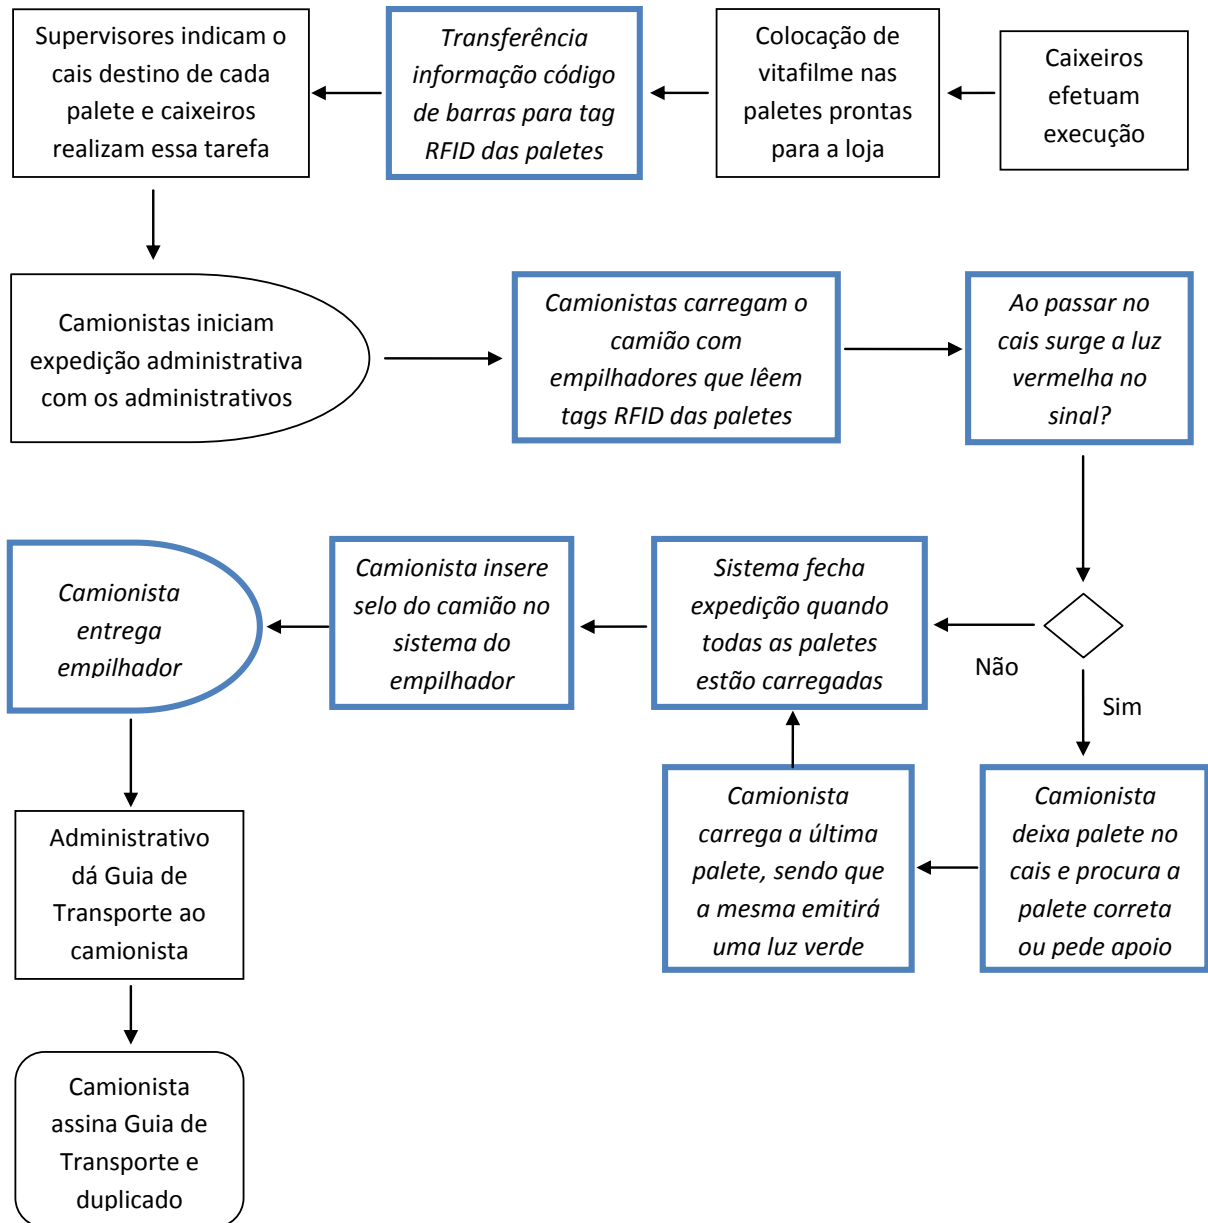 Supervisores indicam o
cais destino de cada
palete e caixeiros
realizam essa tarefa
Transferência
informação código
de barras para tag
RFID das paletes
Colocação de
vitafilme nas
paletes prontas
para a loja
Caixeiros
efetuam
execução
Camionistas iniciam
expedição administrativa
com os administrativos
Camionistas carregam o
camião com
empilhadores que lêem
tags RFID das paletes
Ao passar no
cais surge a luz
vermelha no
sinal?
Camionista
entrega
empilhador
Camionista insere
selo do camião no
sistema do
empilhador
Sistema fecha
expedição quando
todas as paletes
estão carregadas
Não
Sim
Administrativo
dá Guia de
Transporte ao
camionista
Camionista
carrega a última
palete, sendo que
a mesma emitirá
uma luz verde
Camionista
deixa palete no
cais e procura a
palete correta
ou pede apoio
Camionista
assina Guia de
Transporte e
duplicado